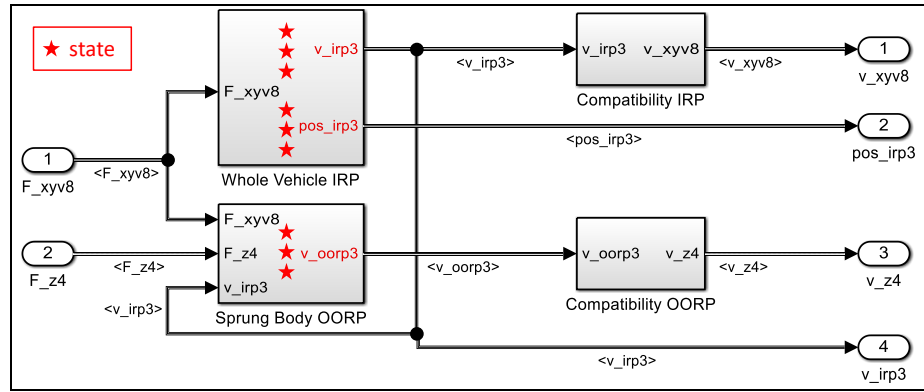 state
v_irp3
F_xyv8
pos_irp3
Whole Vehicle IRP
<v_irp3>
v_irp3
v_xyv8
Compatibility IRP
<v_xyv8>
1
v_xyv8
<pos_irp3>
2
pos_irp3
1
F_xyv8
<F_xyv8>
2
F_z4
<F_z4>
<v_irp3>
F_xyv8
F_z4
v_irp3
v_oorp3
Sprung Body OORP
<v_oorp3>
v_oorp3
v_z4
Compatibility OORP
<v_z4>
3
v_z4
<v_irp3>
4
v_irp3